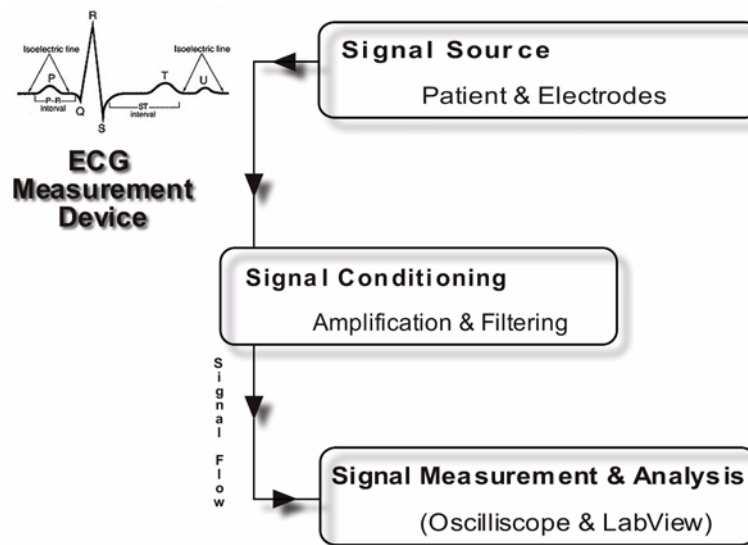 R
Isoelectric line
Isoelectric line
P
T
U
P-R
interval
Q
ST
interval
S
ECG
Measurement
Device
Signal Source
Patient & Electrodes
Signal Conditioning
Amplification & Filtering
Signal Flow
Signal Measurement & Analysis
(Oscilliscope & LabView)